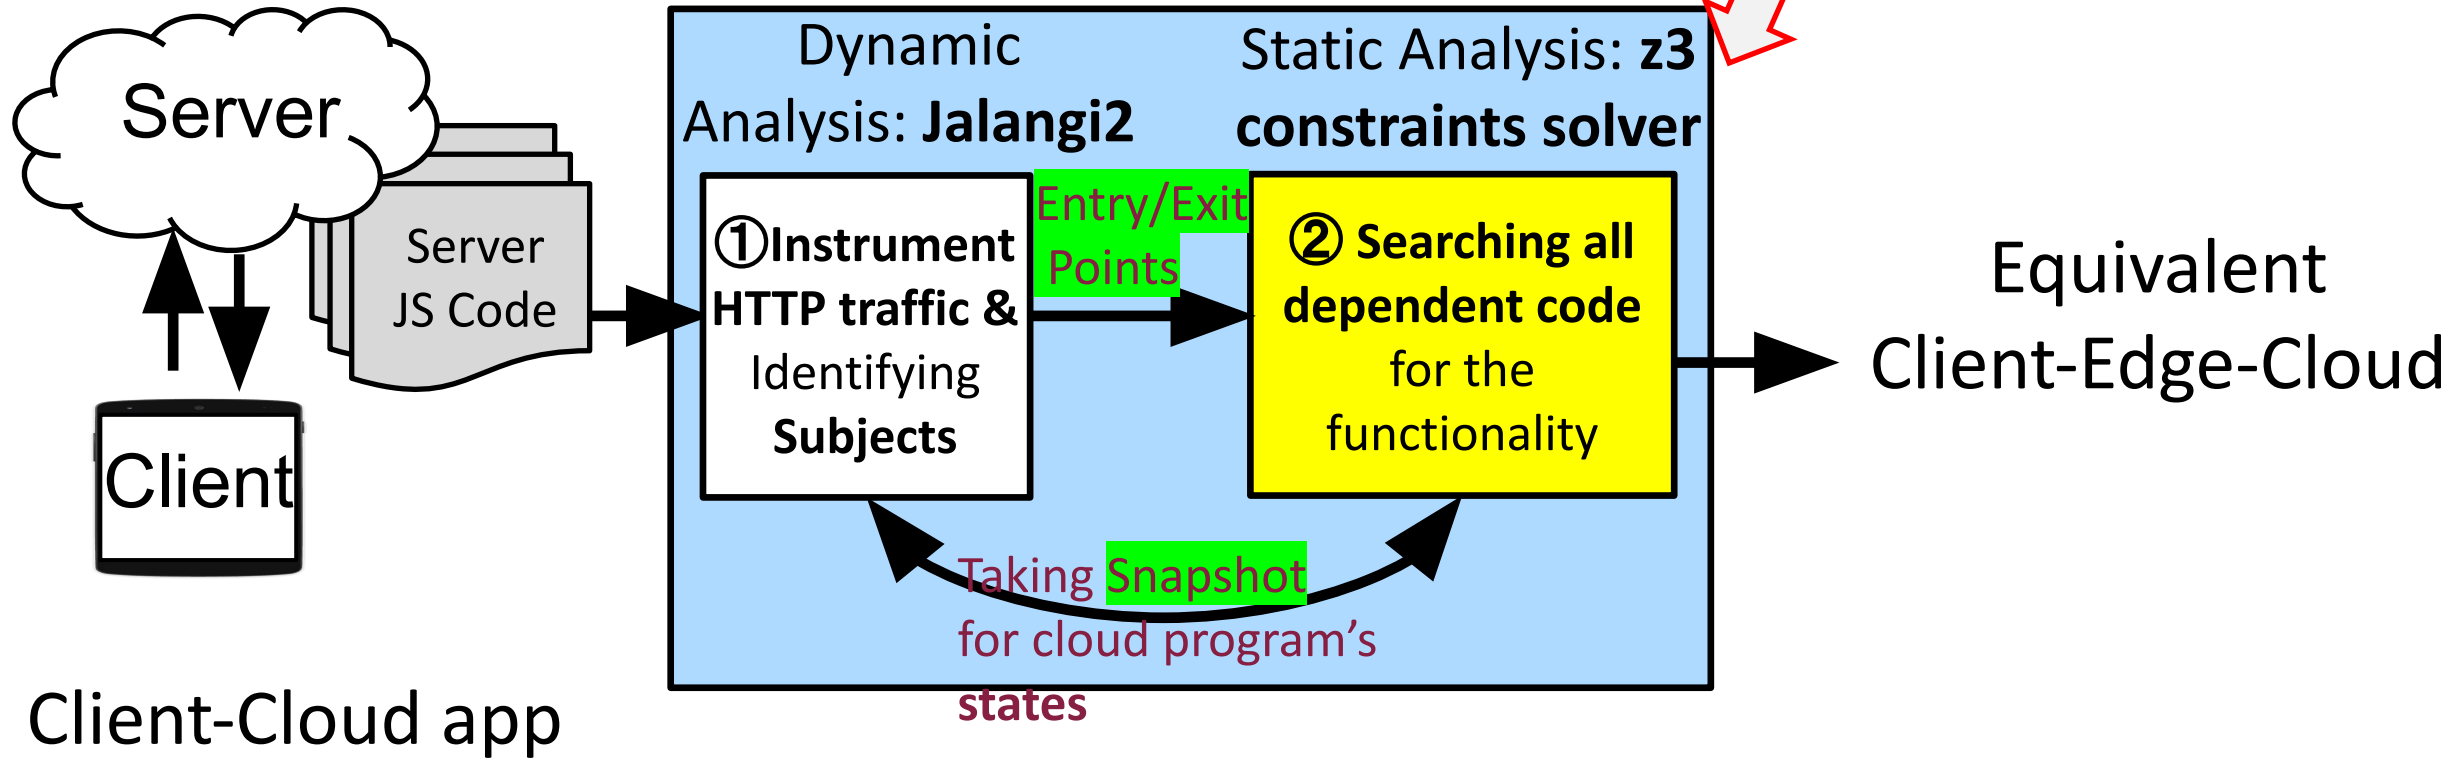 Server
Server
JS Code
Client
Client-Cloud app
Dynamic
Analysis: Jalangi2
Static Analysis: z3
constraints solver
①Instrument
HTTP traffic &
Identifying
Subjects
Entry/Exit
Points
② Searching all
dependent code
for the
functionality
Taking Snapshot
for cloud program’s
states
Equivalent
Client-Edge-Cloud